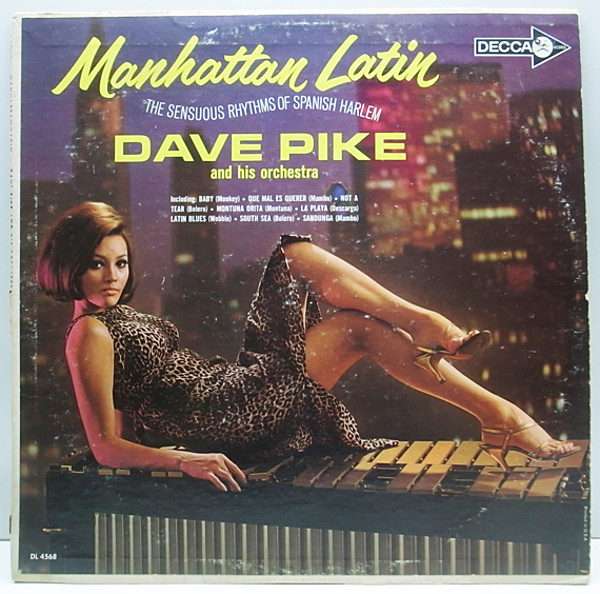 Manhattan Latin
DECCA
THE SENSUOUS RHYTHMS OF SPANISH HARLEM
DAVE PIKE
and his orchestra
Including: BABY (Monkey) • QUE MAL ES QUERER (Mambo) • NOT A
TEAR (Bolero) • MONTUNA ORITA (Montuna) • LA PLAYA (Descarga)
LATIN BLUES (Wobble) • SOUTH SEA (Bolero) • SANDUNGA (Mambo)
DL 4568